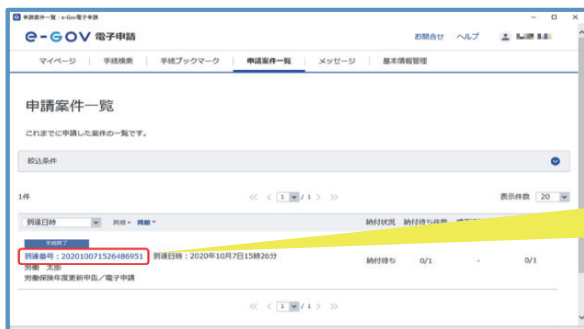 申請案件一覧 | e-Gov電子申請
e-GOV 電子申請
お問合せ ヘルプ
マイページ 手続検索 手続ブックマーク 申請案件一覧 メッセージ 基本情報管理
申請案件一覧
これまでに申請した案件の一覧です。
絞込条件
1件
1 / 1
表示件数 20
到達日時 昇順 降順
納付状況 納付待ち件数
手続終了
到達番号：202010071526486951 到達日時：2020年10月7日15時26分
納付待ち 0/1 - 0/1
労働 太郎
労働保険年度更新申告／電子申請
1 / 1